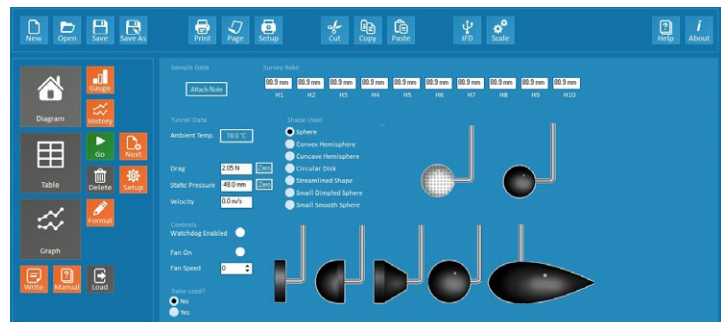 New Open Save Save As Print Page Setup Cut Copy Paste IFD Scale Help About
Sample Data Survey Rake
Attach Note
00.9 mm 00.9 mm 00.9 mm 00.9 mm 00.9 mm 00.9 mm 00.9 mm 00.9 mm 00.9 mm 00.9 mm
H1 H2 H3 H4 H5 H6 H7 H8 H9 H10
Diagram
Gauge
History
Table
Go
Next
Delete
Setup
Graph
Format
Write
Manual
Load
Tunnel Data
Ambient Temp. 18.0 °C
Drag 2.05 N Zero
Static Pressure 48.0 mm Zero
Velocity 0.0 m/s
Shape Used
Sphere
Convex Hemisphere
Concave Hemisphere
Circular Disk
Streamlined Shape
Small Dimpled Sphere
Small Smooth Sphere
Controls
Watchdog Enabled
Fan On
Fan Speed 0
Rake used?
No
Yes